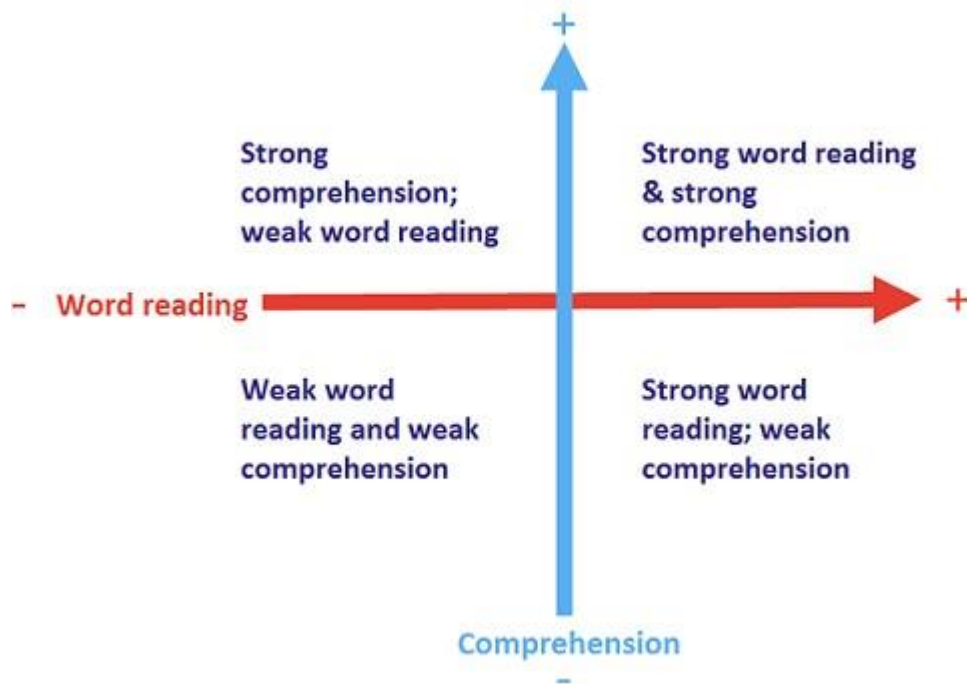 +
Strong
comprehension;
weak word reading
Strong word reading
& strong
comprehension
- Word reading
+
Weak word
reading and weak
comprehension
Strong word
reading; weak
comprehension
Comprehension
-